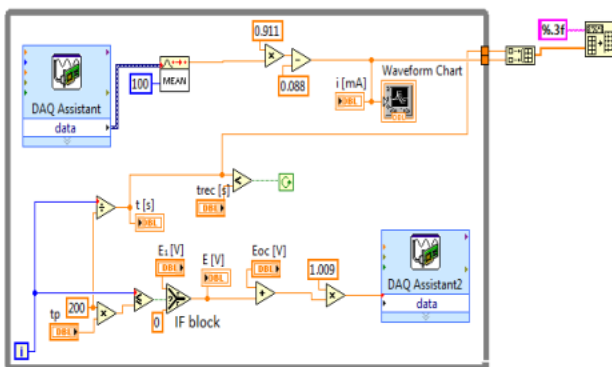 0.911
%.3f
DAQ Assistant
data
100
MEAN
0.088
i [mA]
DBL
Waveform Chart
DBL
t [s]
DBL
trec [s]
DBL
E₁ [V]
DBL
E [V]
DBL
Eoc [V]
DBL
1.009
DAQ Assistant2
data
200
tp
DBL
0
IF block
i